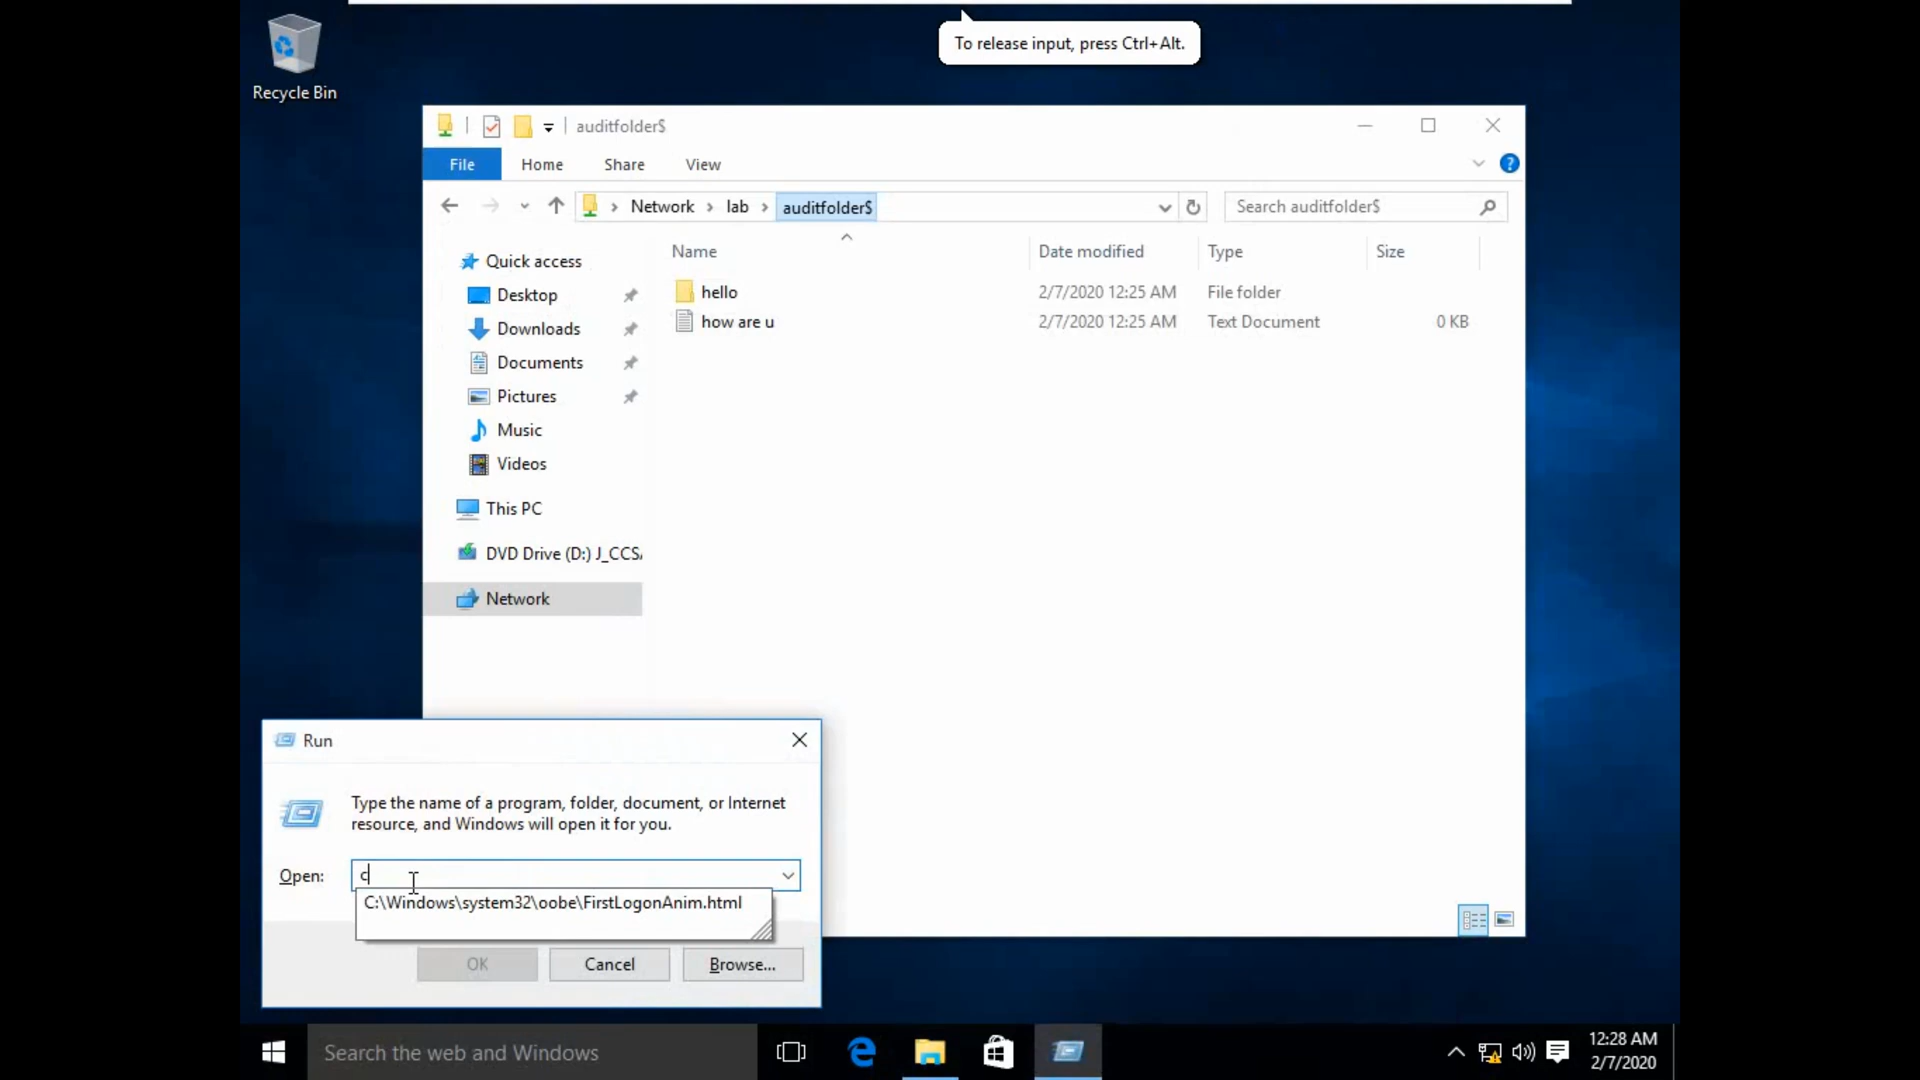 To release input, press Ctrl+Alt.
Recycle Bin
auditfolder$
File Home Share View
Network lab auditfolder$
Search auditfolder$
Name Date modified Type Size
Quick access
Desktop
Downloads
Documents
Pictures
Music
Videos
This PC
DVD Drive (D:) J_CCSA
Network
hello 2/7/2020 12:25 AM File folder
how are u 2/7/2020 12:25 AM Text Document 0 KB
Run
Type the name of a program, folder, document, or Internet
resource, and Windows will open it for you.
Open: c
C:\Windows\system32\oobe\FirstLogonAnim.html
OK Cancel Browse...
Search the web and Windows
12:28 AM
2/7/2020